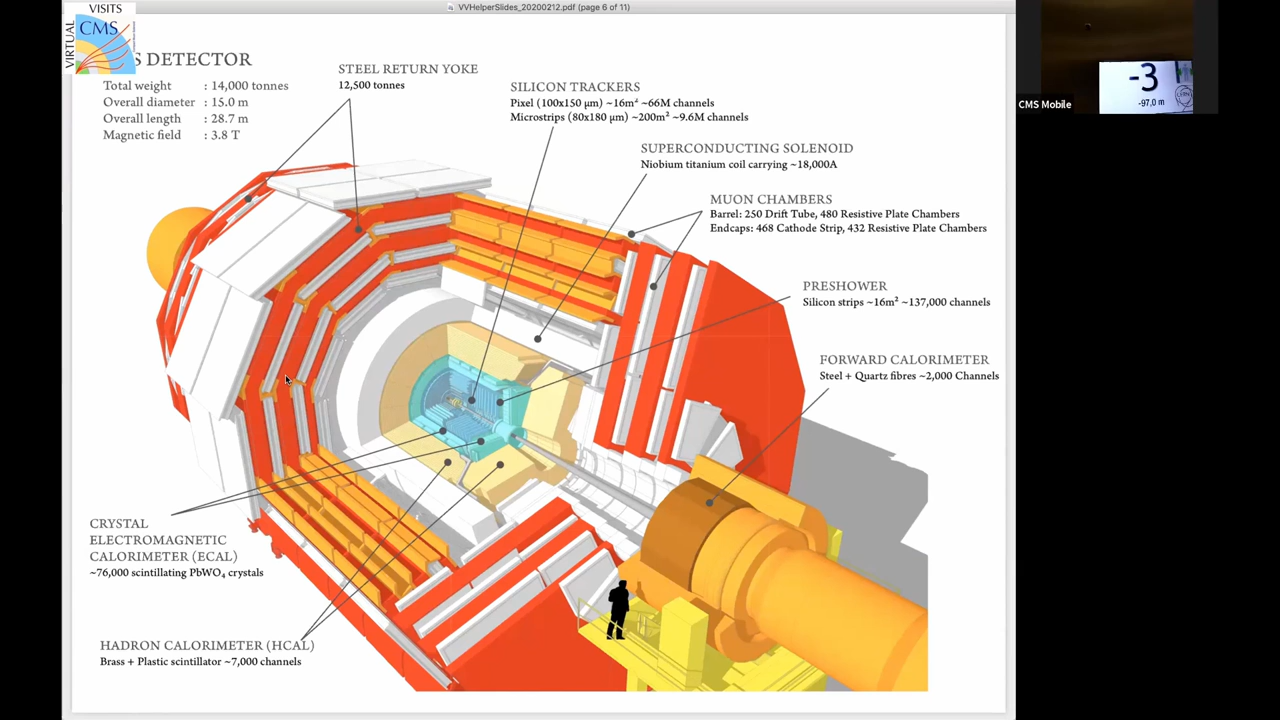 VVHelperSlides_20200212.pdf (page 6 of 11)
VIRTUAL
VISITS
CMS
S DETECTOR
Total weight : 14,000 tonnes
Overall diameter : 15.0 m
Overall length : 28.7 m
Magnetic field : 3.8 T
STEEL RETURN YOKE
12,500 tonnes
SILICON TRACKERS
Pixel (100x150 μm) ~16m² ~66M channels
Microstrips (80x180 μm) ~200m² ~9.6M channels
SUPERCONDUCTING SOLENOID
Niobium titanium coil carrying ~18,000A
MUON CHAMBERS
Barrel: 250 Drift Tube, 480 Resistive Plate Chambers
Endcaps: 468 Cathode Strip, 432 Resistive Plate Chambers
PRESHOWER
Silicon strips ~16m² ~137,000 channels
FORWARD CALORIMETER
Steel + Quartz fibres ~2,000 Channels
CRYSTAL
ELECTROMAGNETIC
CALORIMETER (ECAL)
~76,000 scintillating PbWO₄ crystals
HADRON CALORIMETER (HCAL)
Brass + Plastic scintillator ~7,000 channels
-3
-97,0 m
CMS Mobile